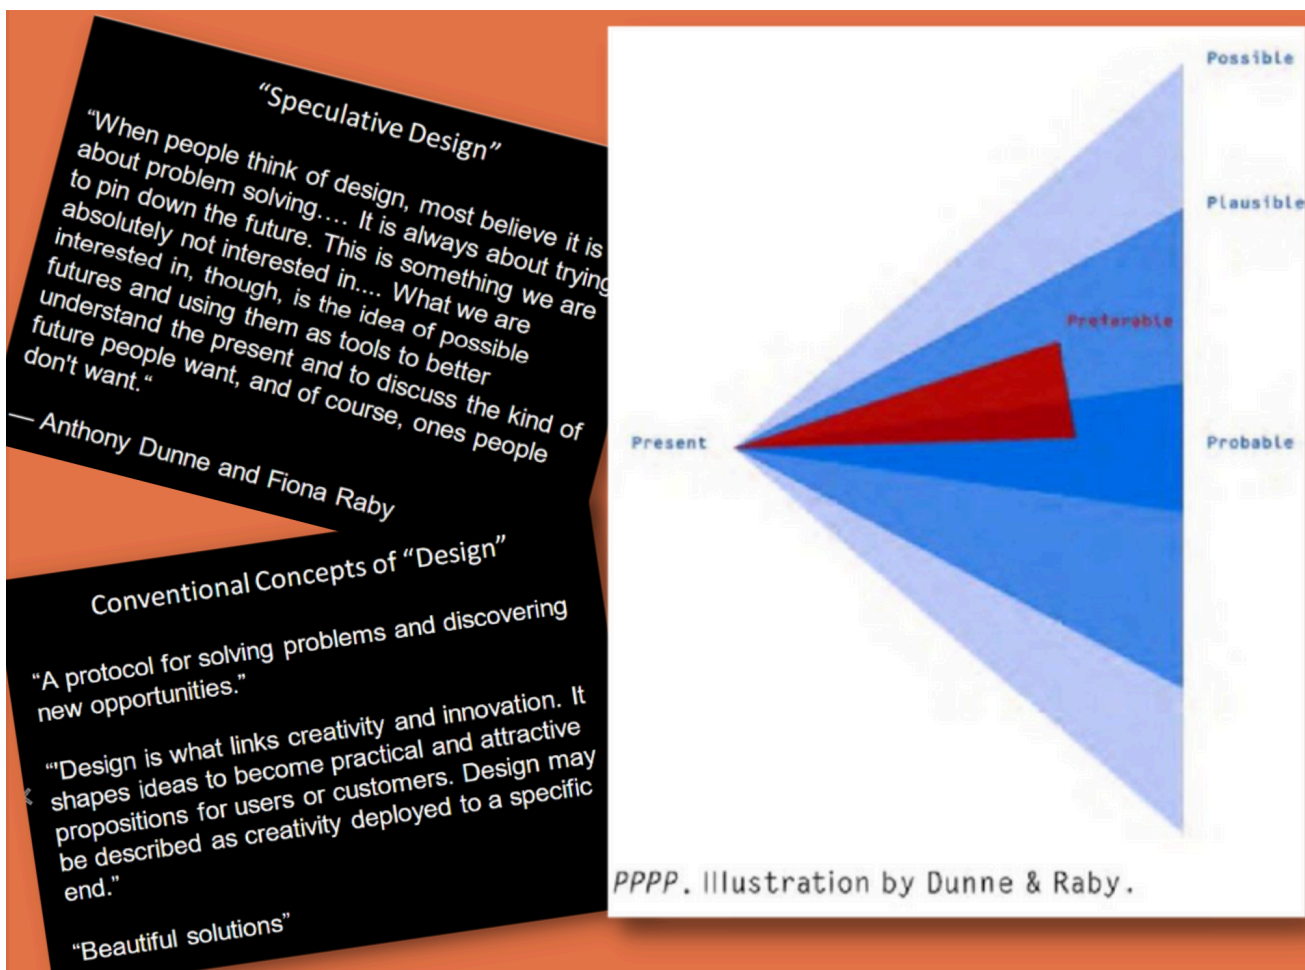 “Speculative Design”
“When people think of design, most believe it is
about problem solving.... It is always about trying
to pin down the future. This is something we are
absolutely not interested in.... What we are
interested in, though, is the idea of possible
futures and using them as tools to better
understand the present and to discuss the kind of
future people want, and of course, ones people
don't want.“
— Anthony Dunne and Fiona Raby
Conventional Concepts of “Design”
“A protocol for solving problems and discovering
new opportunities.”
“'Design is what links creativity and innovation. It
shapes ideas to become practical and attractive
propositions for users or customers. Design may
be described as creativity deployed to a specific
end.”
“Beautiful solutions”
Possible
Plausible
Preferable
Present
Probable
PPPP. Illustration by Dunne & Raby.